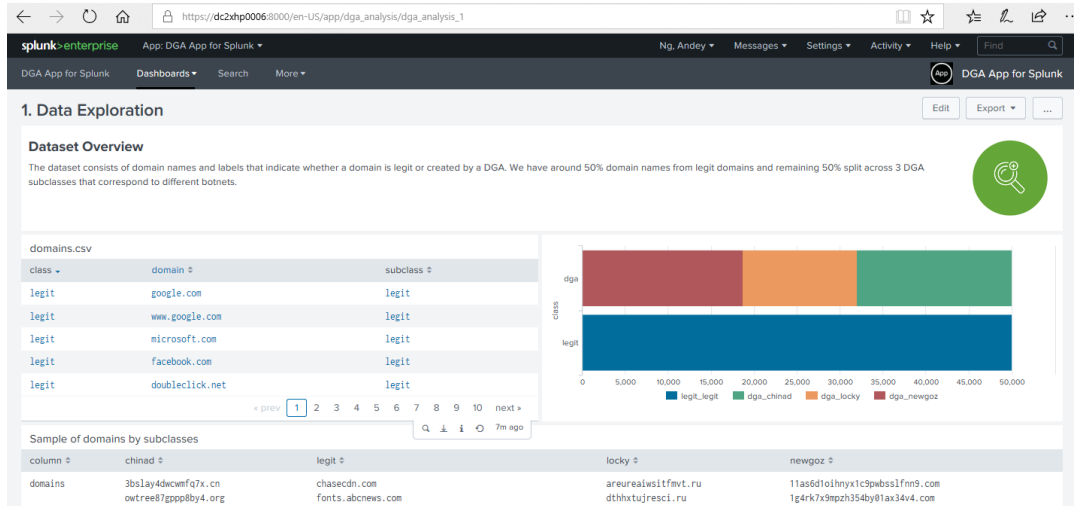 https://dc2xhp0006:8000/en-US/app/dga_analysis/dga_analysis_1
splunk>enterprise App: DGA App for Splunk Ng, Andey Messages Settings Activity Help Find
DGA App for Splunk Dashboards Search More App DGA App for Splunk
1. Data Exploration Edit Export ...
Dataset Overview
The dataset consists of domain names and labels that indicate whether a domain is legit or created by a DGA. We have around 50% domain names from legit domains and remaining 50% split across 3 DGA
subclasses that correspond to different botnets.
domains.csv
class domain subclass
legit google.com legit
legit www.google.com legit
legit microsoft.com legit
legit facebook.com legit
legit doubleclick.net legit
« prev 1 2 3 4 5 6 7 8 9 10 next »
7m ago
class
dga
legit
0 5,000 10,000 15,000 20,000 25,000 30,000 35,000 40,000 45,000 50,000
legit_legit dga_chinad dga_locky dga_newgoz
Sample of domains by subclasses
column chinad legit locky newgoz
domains 3bslay4dwcwmfq7x.cn chasecdn.com areureaiwsitfmvt.ru 11as6d1oihnyx1c9pwbsslfnn9.com
owtree87gppp8by4.org fonts.abcnews.com dthhxtujresci.ru 1g4rk7x9mpzh354by01ax34v4.com